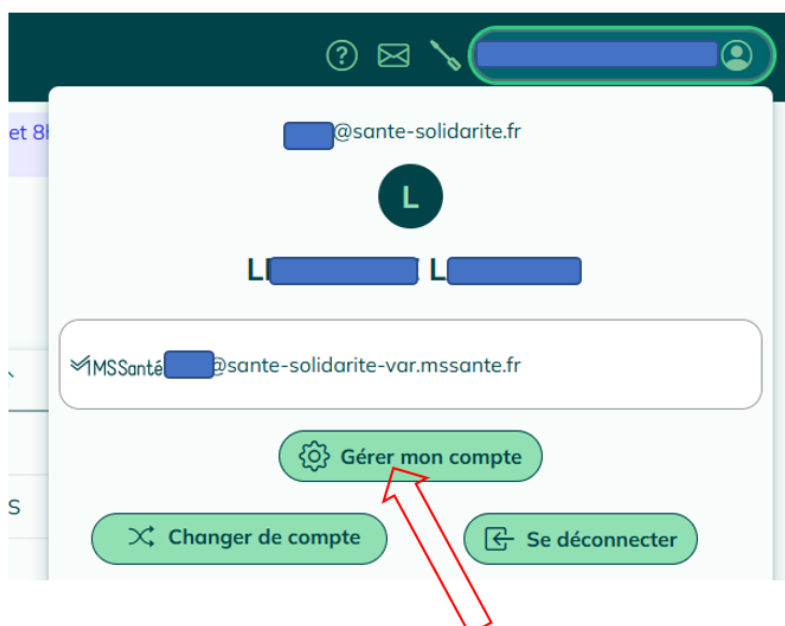 et 8
@sante-solidarite.fr
L
L L
MSSanté @sante-solidarite-var.mssante.fr
Gérer mon compte
S
Changer de compte
Se déconnecter